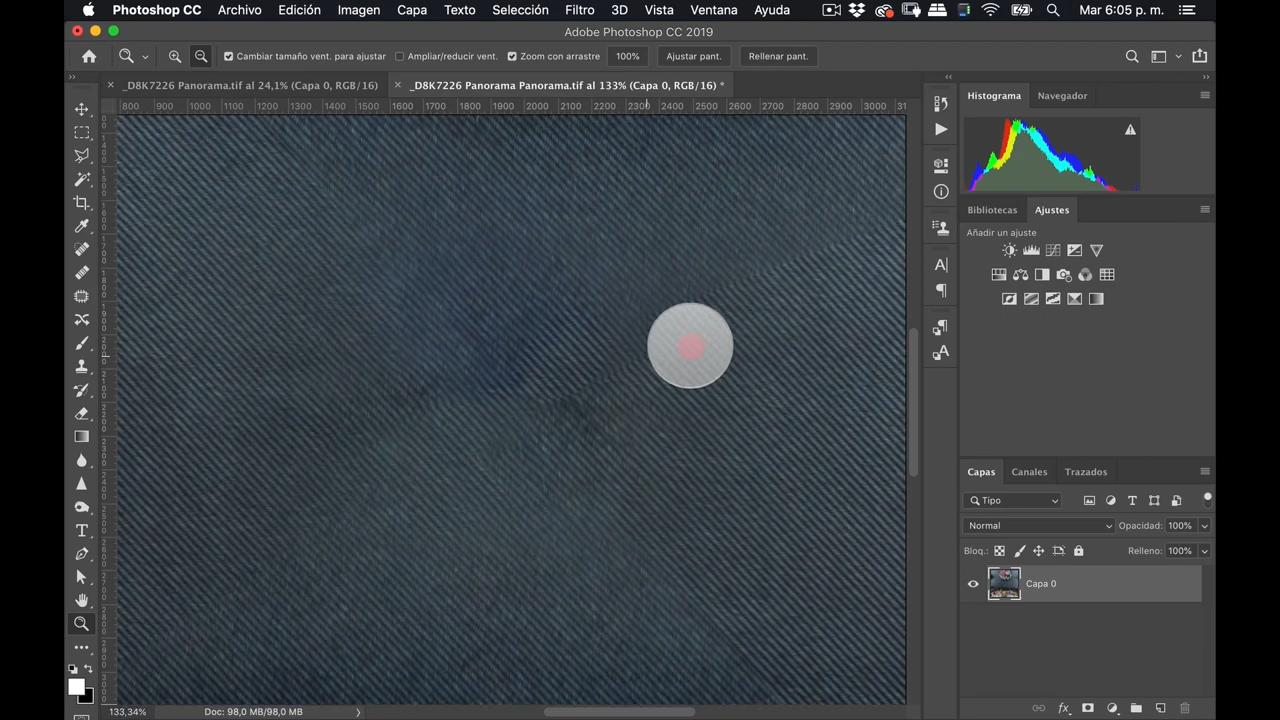 Photoshop CC Archivo Edición Imagen Capa Texto Selección Filtro 3D Vista Ventana Ayuda Mar 6:05 p. m.
Adobe Photoshop CC 2019
Cambiar tamaño vent. para ajustar Ampliar/reducir vent. Zoom con arrastre 100% Ajustar pant. Rellenar pant.
_D8K7226 Panorama.tif al 24,1% (Capa 0, RGB/16) _D8K7226 Panorama Panorama.tif al 133% (Capa 0, RGB/16) *
800 900 1000 1100 1200 1300 1400 1500 1600 1700 1800 1900 2000 2100 2200 2300 2400 2500 2600 2700 2800 2900 3000 31
Histograma Navegador
Bibliotecas Ajustes
Añadir un ajuste
Capas Canales Trazados
Tipo
Normal Opacidad: 100%
Bloq.: Relleno: 100%
Capa 0
133,34% Doc: 98,0 MB/98,0 MB